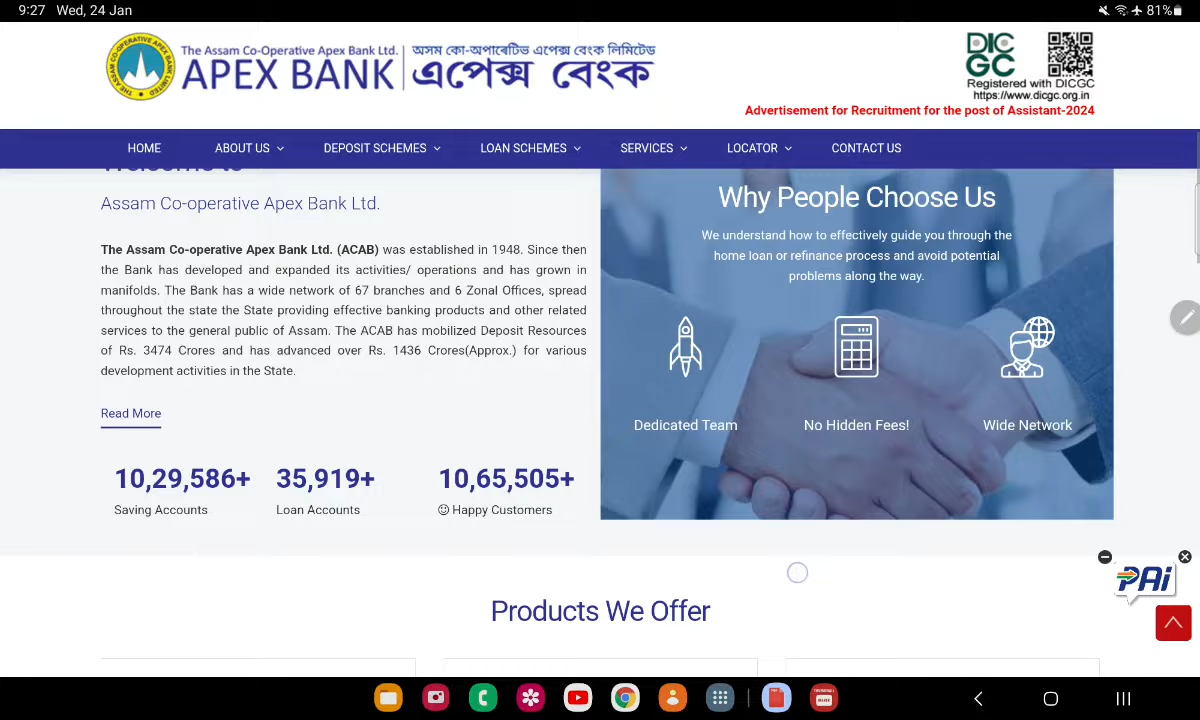 9:27 Wed, 24 Jan
81%
The Assam Co-Operative Apex Bank Ltd.
APEX BANK
অসম কো-অপাৰেটিভ এপেক্স বেংক লিমিটেড
এপেক্স বেংক
DIC
GC
Registered with DICGC
https://www.dicgc.org.in
Advertisement for Recruitment for the post of Assistant-2024
HOME ABOUT US DEPOSIT SCHEMES LOAN SCHEMES SERVICES LOCATOR CONTACT US
Welcome to
Assam Co-operative Apex Bank Ltd.
The Assam Co-operative Apex Bank Ltd. (ACAB) was established in 1948. Since then
the Bank has developed and expanded its activities/ operations and has grown in
manifolds. The Bank has a wide network of 67 branches and 6 Zonal Offices, spread
throughout the state the State providing effective banking products and other related
services to the general public of Assam. The ACAB has mobilized Deposit Resources
of Rs. 3474 Crores and has advanced over Rs. 1436 Crores(Approx.) for various
development activities in the State.
Read More
10,29,586+ 35,919+ 10,65,505+
Saving Accounts Loan Accounts Happy Customers
Why People Choose Us
We understand how to effectively guide you through the
home loan or refinance process and avoid potential
problems along the way.
Dedicated Team No Hidden Fees! Wide Network
PAi
Products We Offer